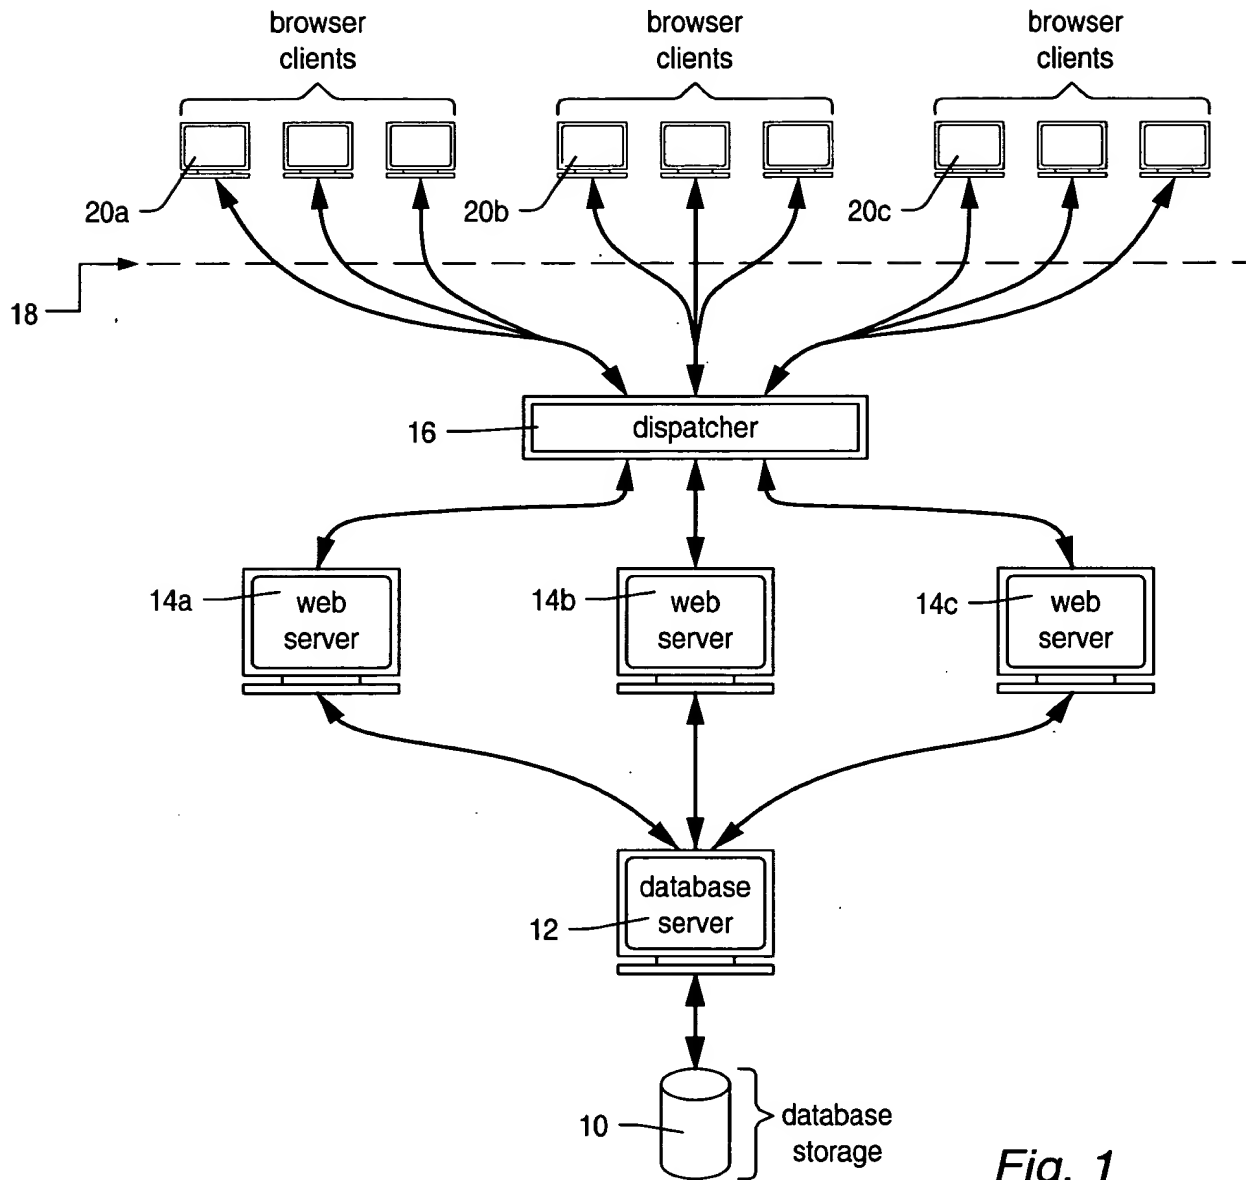 browser
clients
browser
clients
browser
clients
20a
20b
20c
18
16
dispatcher
14a
web
server
14b
web
server
14c
web
server
12
database
server
10
database
storage
Fig. 1